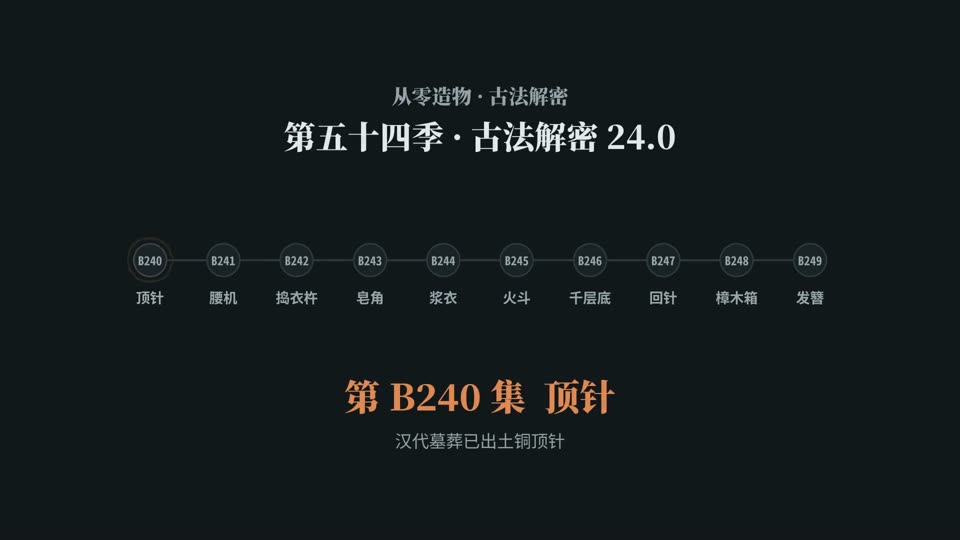 从零造物 · 古法解密
第五十四季 · 古法解密 24.0
B240 B241 B242 B243 B244 B245 B246 B247 B248 B249
顶针 腰机 捣衣杵 皂角 浆衣 火斗 千层底 回针 樟木箱 发簪
第 B240 集 顶针
汉代墓葬已出土铜顶针